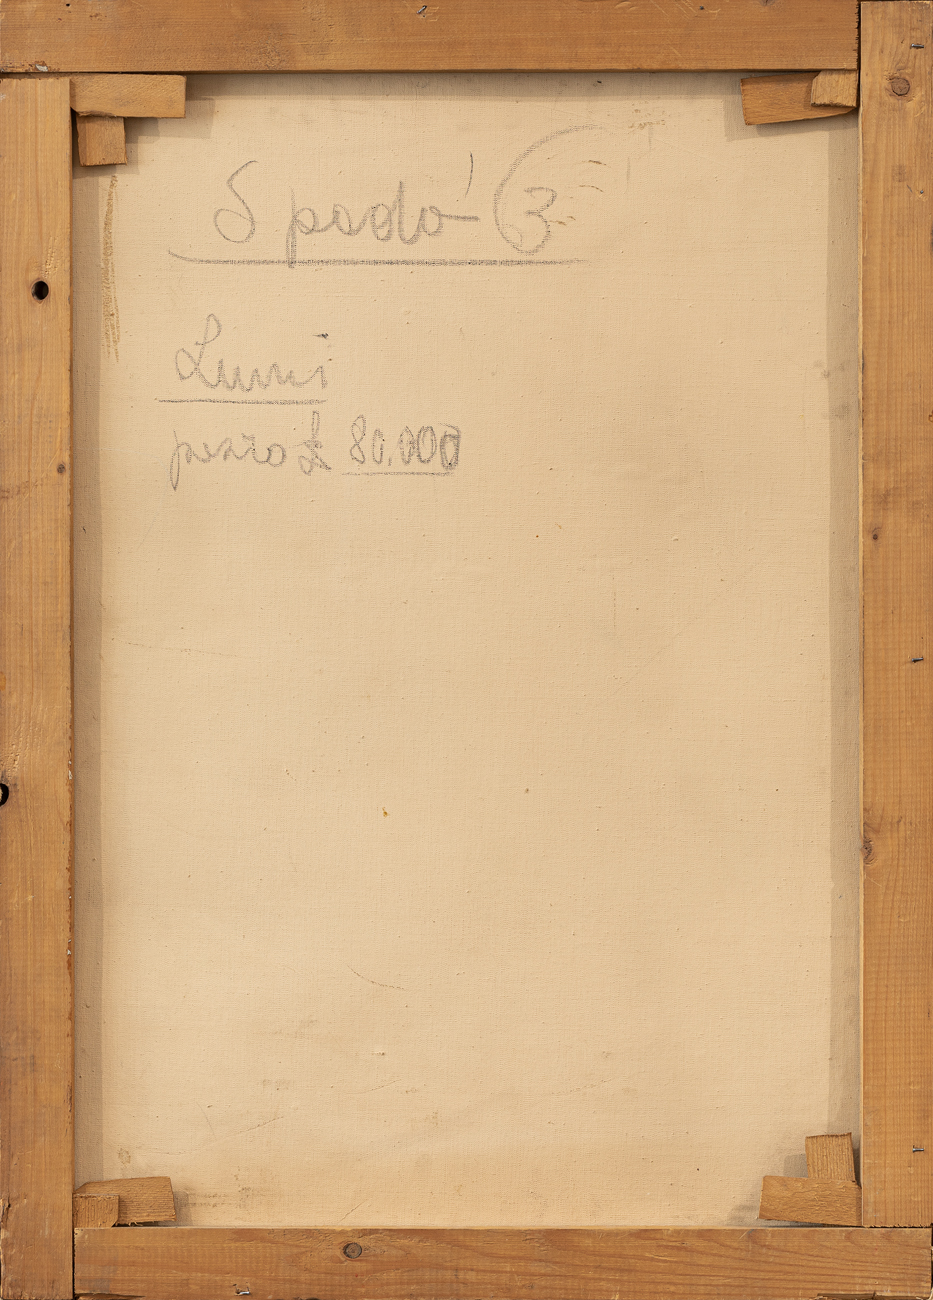 Spadò 3
Lumi
prezzo £ 80.000